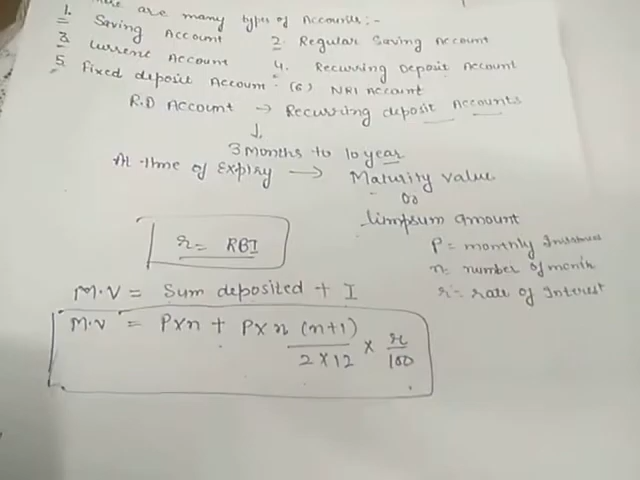 are many types of Accounts :-
1. Saving Account 2. Regular Saving Account
3. Current Account 4. Recurring Deposit Account
5. Fixed deposit Account. (6) NRI Account
R.D Account → Recurring deposit Accounts
↓
3 Months to 10 year
At time of Expiry → Maturity value
Or
limpsum amount
r = RBI
P = monthly
n = number of month
r = rate of Interest
M.V = Sum deposited + I
M.V = P×n + P×n (n+1) / 2×12 × r/100